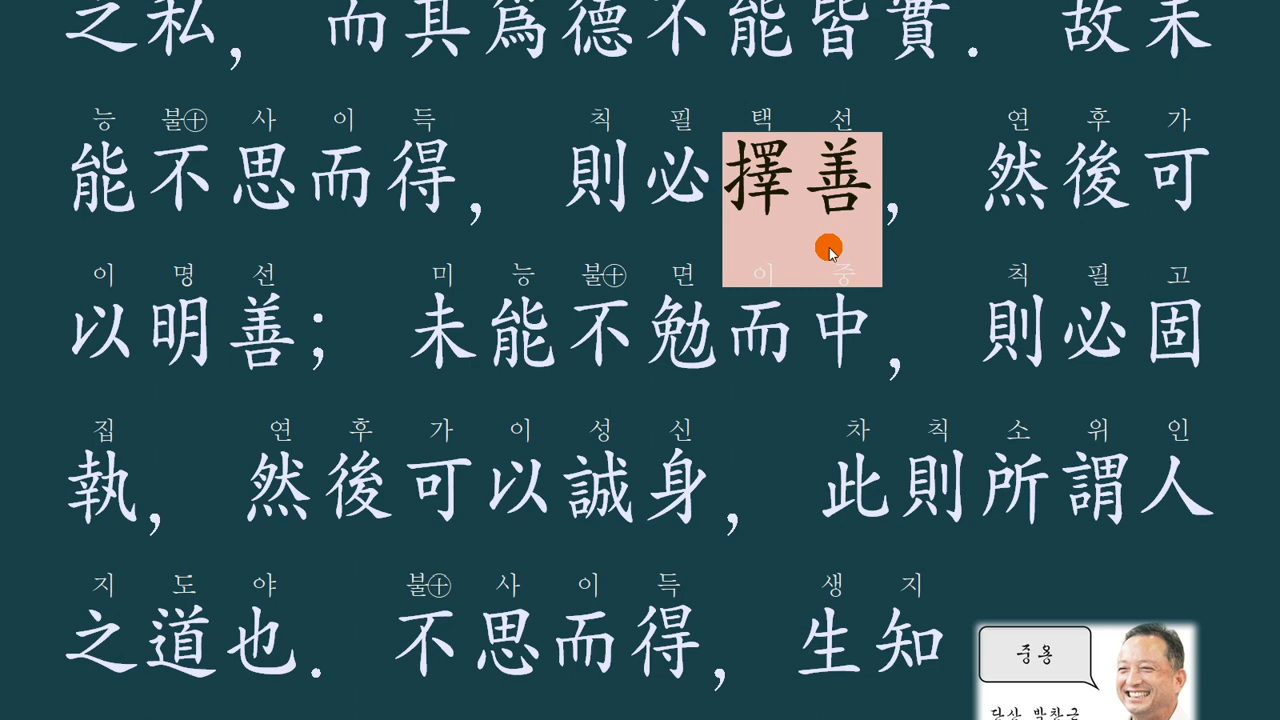 之私, 而其爲德不能皆實. 故未
능 불㊉ 사 이 득 칙 필 택 선 연 후 가
能不思而得, 則必擇善, 然後可
이 명 선 미 능 불㊉ 면 이 중 칙 필 고
以明善; 未能不勉而中, 則必固
집 연 후 가 이 성 신 차 칙 소 위 인
執, 然後可以誠身, 此則所謂人
지 도 야 불㊉ 사 이 득 생 지
之道也. 不思而得, 生知
중 용